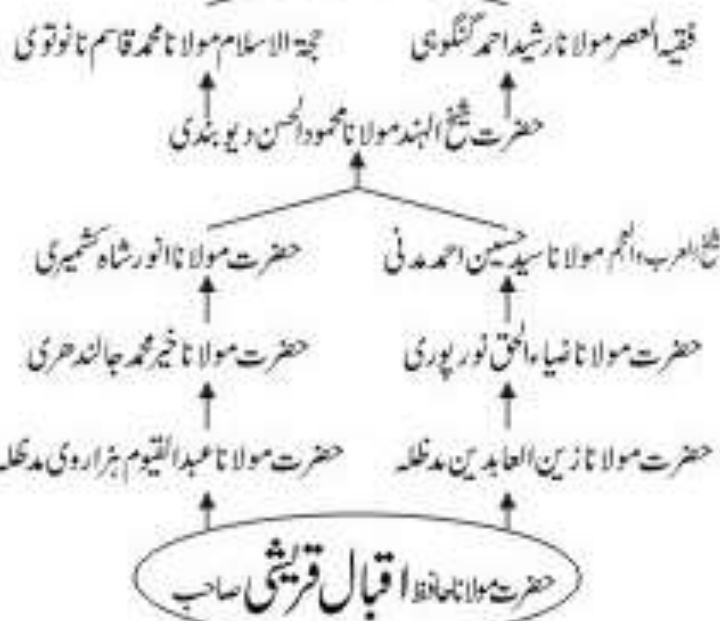 فقیہ العصر مولانا رشید احمد گنگوہی
حجۃ الاسلام مولانا محمد قاسم نانوتوی
حضرت شیخ الہند مولانا محمود الحسن دیوبندی
شیخ العرب والعجم مولانا سید حسین احمد مدنی
حضرت مولانا انور شاہ کشمیری
حضرت مولانا ضیاء الحق نور پوری
حضرت مولانا خیر محمد جالندھری
حضرت مولانا زین العابدین مدظلہ
حضرت مولانا عبدالقیوم ہزاروی مدظلہ
حضرت مولانا حافظ اقبال قریشی صاحب